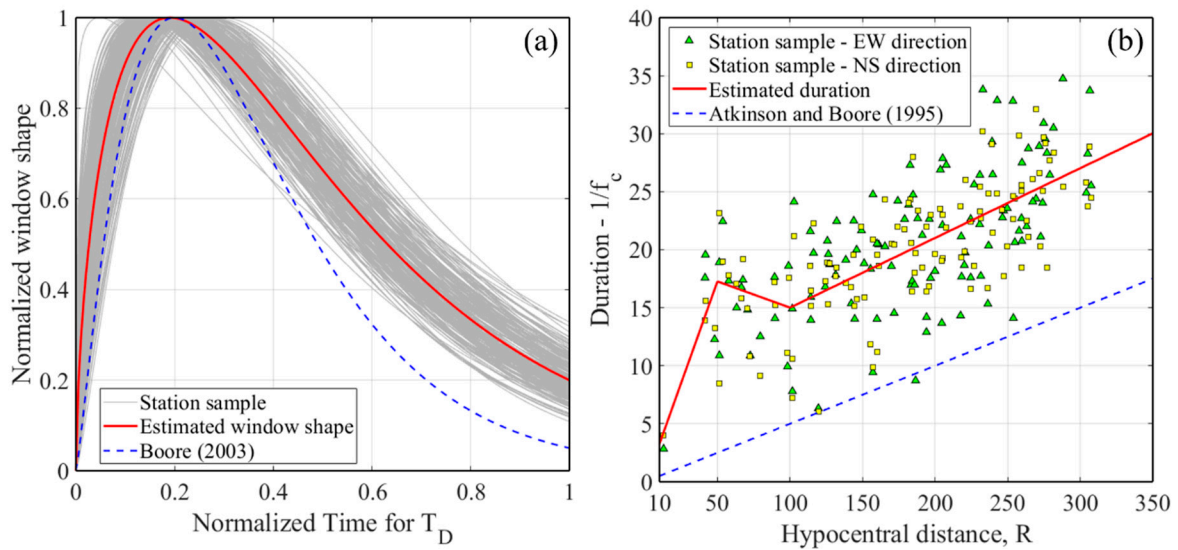 (a)
Normalized window shape
1
0.8
0.6
0.4
0.2
0
Station sample
Estimated window shape
Boore (2003)
0
0.2
0.4
0.6
0.8
1
Normalized Time for T_D
(b)
Duration - 1/f_c
40
35
30
25
20
15
10
5
0
Station sample - EW direction
Station sample - NS direction
Estimated duration
Atkinson and Boore (1995)
10
50
100
150
200
250
300
350
Hypocentral distance, R